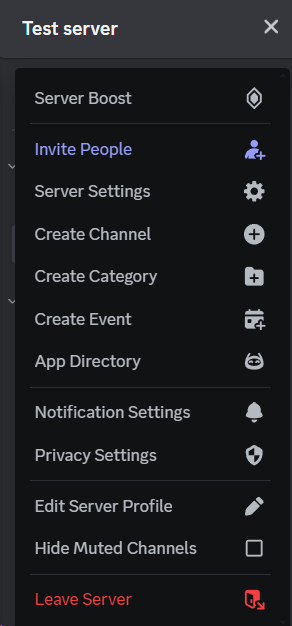 Test server
Server Boost
Invite People
Server Settings
Create Channel
Create Category
Create Event
App Directory
Notification Settings
Privacy Settings
Edit Server Profile
Hide Muted Channels
Leave Server